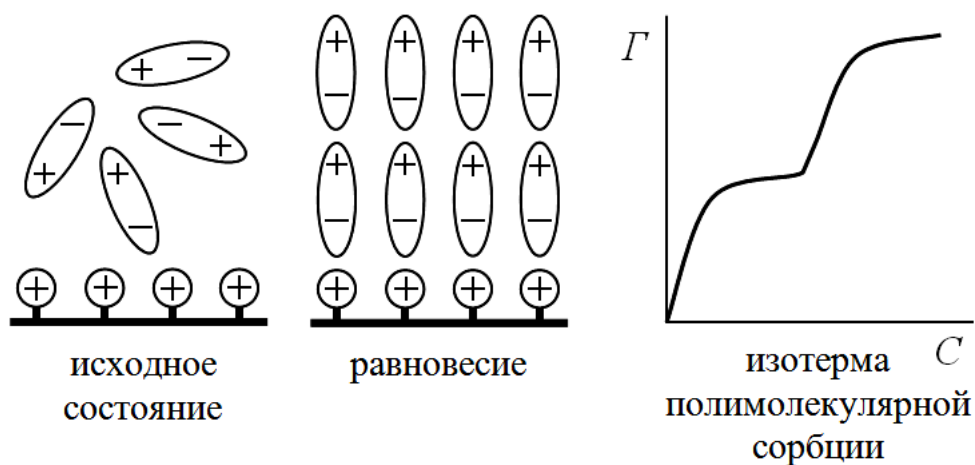 Г
C
исходное
состояние
равновесие
изотерма
полимолекулярной
сорбции